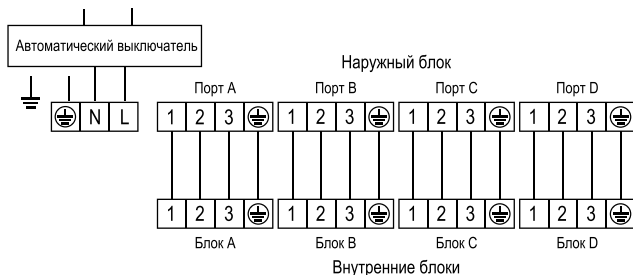 Автоматический выключатель
Наружный блок
Порт A Порт B Порт C Порт D
N L 1 2 3 1 2 3 1 2 3 1 2 3
1 2 3 1 2 3 1 2 3 1 2 3
Блок A Блок B Блок C Блок D
Внутренние блоки